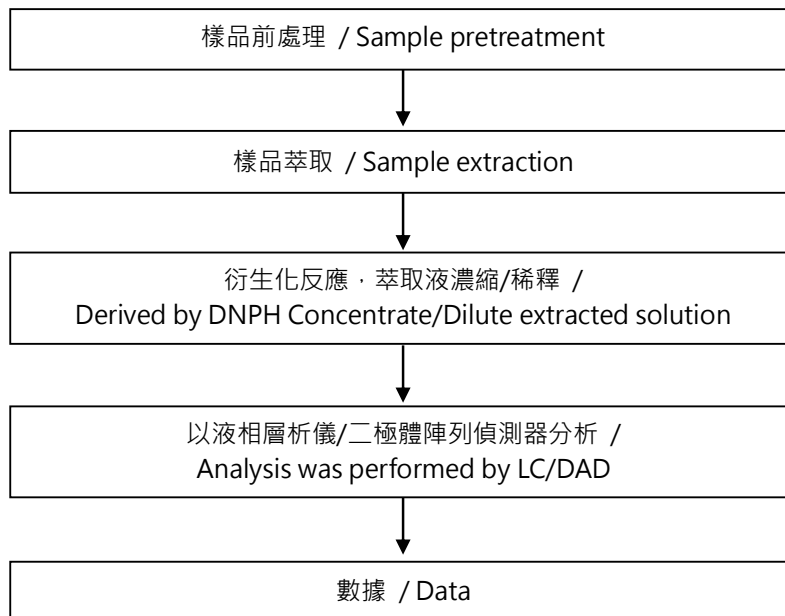 樣品前處理 / Sample pretreatment
樣品萃取 / Sample extraction
衍生化反應，萃取液濃縮/稀釋 /
Derived by DNPH Concentrate/Dilute extracted solution
以液相層析儀/二極體陣列偵測器分析 /
Analysis was performed by LC/DAD
數據 / Data